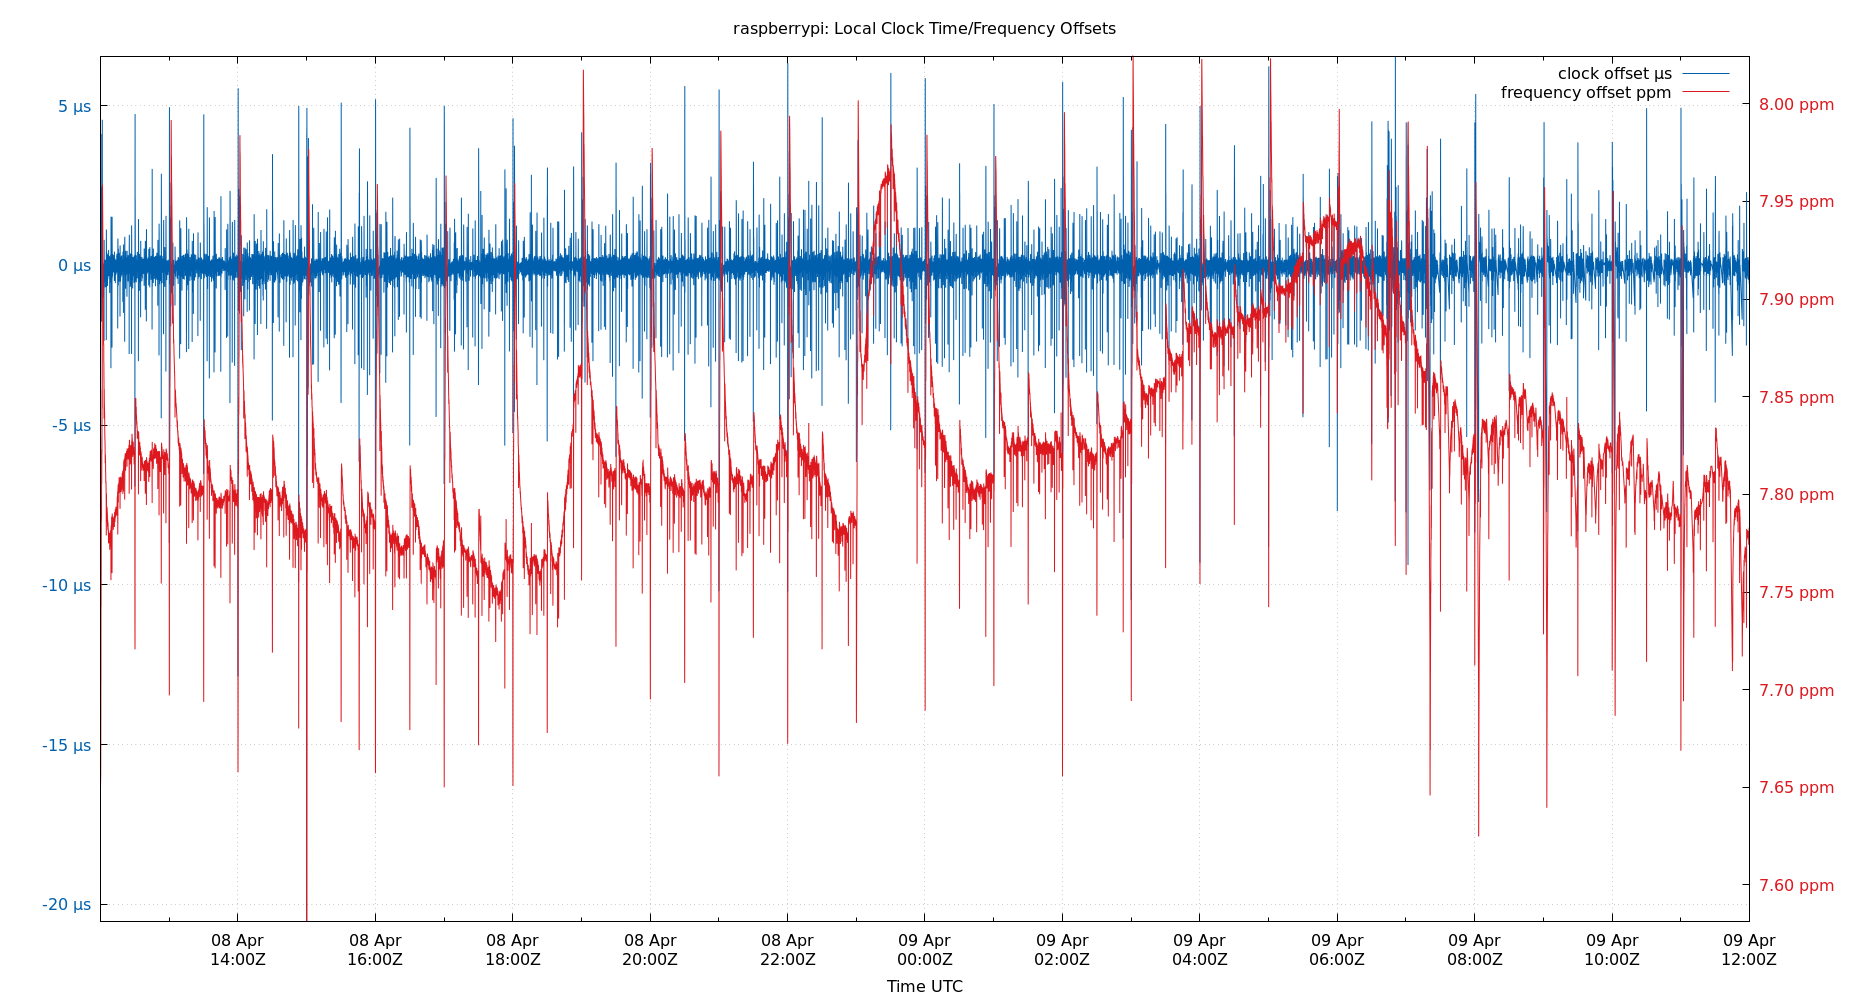 raspberrypi: Local Clock Time/Frequency Offsets
clock offset µs
frequency offset ppm
5 µs
0 µs
-5 µs
-10 µs
-15 µs
-20 µs
8.00 ppm
7.95 ppm
7.90 ppm
7.85 ppm
7.80 ppm
7.75 ppm
7.70 ppm
7.65 ppm
7.60 ppm
08 Apr
14:00Z
08 Apr
16:00Z
08 Apr
18:00Z
08 Apr
20:00Z
08 Apr
22:00Z
09 Apr
00:00Z
09 Apr
02:00Z
09 Apr
04:00Z
09 Apr
06:00Z
09 Apr
08:00Z
09 Apr
10:00Z
09 Apr
12:00Z
Time UTC